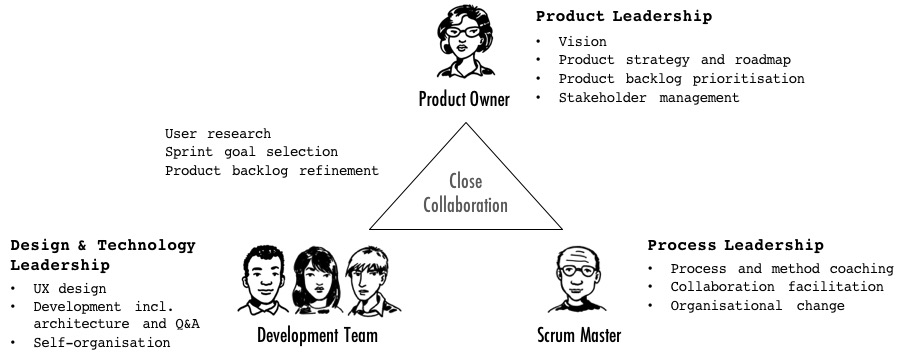 Product Leadership
• Vision
• Product strategy and roadmap
• Product backlog prioritisation
• Stakeholder management
Product Owner
User research
Sprint goal selection
Product backlog refinement
Close
Collaboration
Design & Technology
Leadership
• UX design
• Development incl.
architecture and Q&A
• Self-organisation
Development Team
Scrum Master
Process Leadership
• Process and method coaching
• Collaboration facilitation
• Organisational change